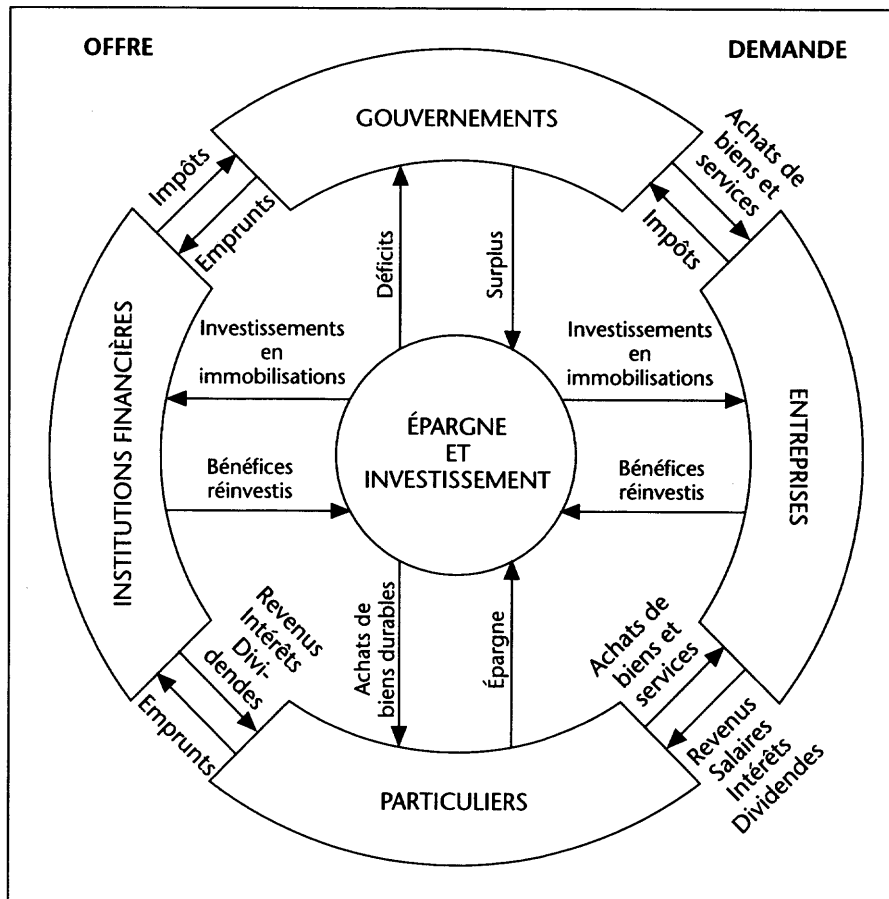 OFFRE
DEMANDE
GOUVERNEMENTS
Impôts
Emprunts
Achats de
biens et
services
Impôts
Déficits
Surplus
INSTITUTIONS FINANCIÈRES
Investissements
en
immobilisations
Investissements
en
immobilisations
ÉPARGNE
ET
INVESTISSEMENT
ENTREPRISES
Bénéfices
réinvestis
Bénéfices
réinvestis
Revenus
Intérêts
Divi-
dendes
Emprunts
Achats de
biens durables
Épargne
Achats de
biens et
services
Revenus
Salaires
Intérêts
Dividendes
PARTICULIERS